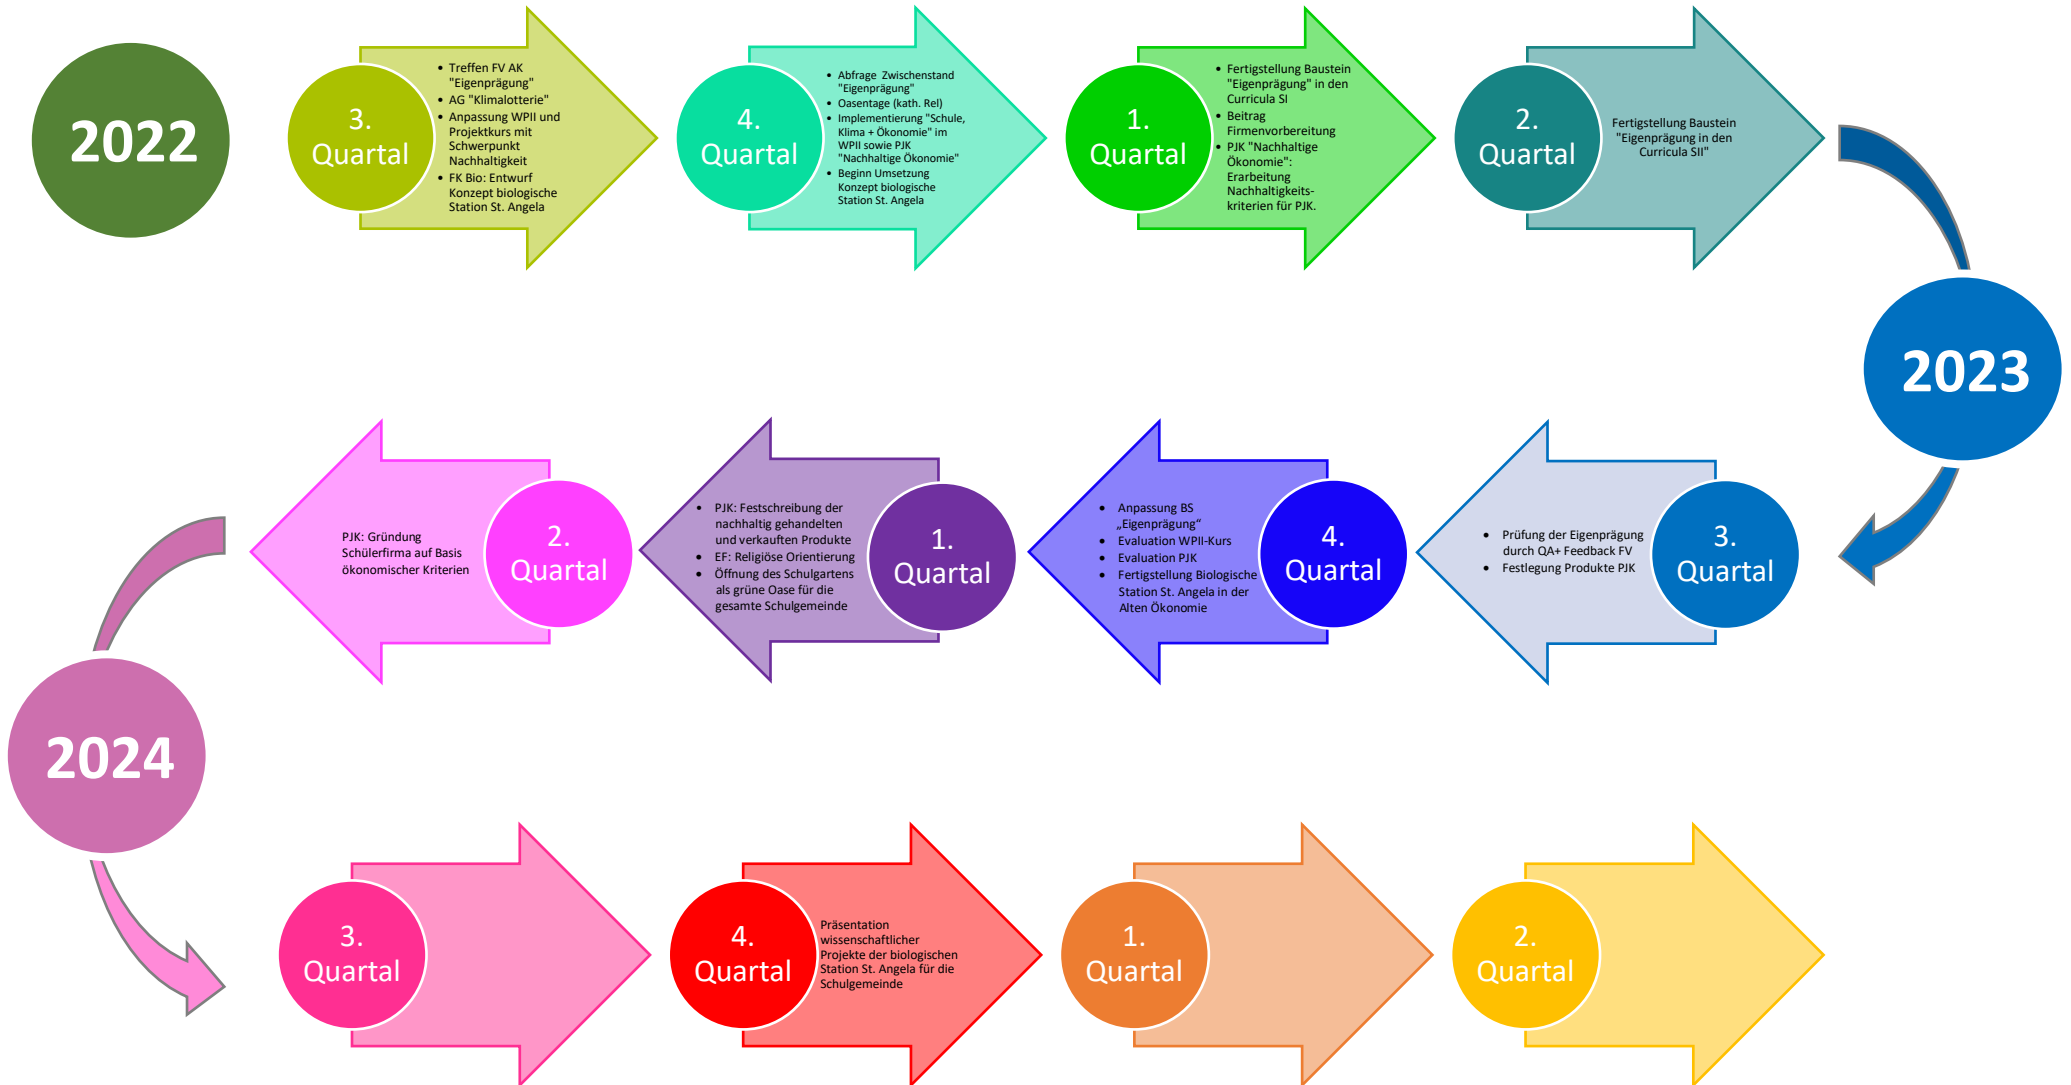 2022
3.
Quartal
• Treffen FV AK
"Eigenprägung"
• AG "Klimalotterie"
• Anpassung WPII und
Projektkurs mit
Schwerpunkt
Nachhaltigkeit
• FK Bio: Entwurf
Konzept biologische
Station St. Angela
4.
Quartal
• Abfrage Zwischenstand
"Eigenprägung"
• Oasentage (kath. Rel)
• Implementierung "Schule,
Klima + Ökonomie" im
WPII sowie PJK
"Nachhaltige Ökonomie"
• Beginn Umsetzung
Konzept biologische
Station St. Angela
1.
Quartal
• Fertigstellung Baustein
"Eigenprägung" in den
Curricula SI
• Beitrag
Firmenvorbereitung
• PJK "Nachhaltige
Ökonomie":
Erarbeitung
Nachhaltigkeits-
kriterien für PJK.
2.
Quartal
Fertigstellung Baustein
"Eigenprägung in den
Curricula SII"
2023
3.
Quartal
• Prüfung der Eigenprägung
durch QA+ Feedback FV
• Festlegung Produkte PJK
4.
Quartal
• Anpassung BS
„Eigenprägung“
• Evaluation WPII-Kurs
• Evaluation PJK
• Fertigstellung Biologische
Station St. Angela in der
Alten Ökonomie
1.
Quartal
• PJK: Festschreibung der
nachhaltig gehandelten
und verkauften Produkte
• EF: Religiöse Orientierung
• Öffnung des Schulgartens
als grüne Oase für die
gesamte Schulgemeinde
2.
Quartal
PJK: Gründung
Schülerfirma auf Basis
ökonomischer Kriterien
2024
3.
Quartal
4.
Quartal
Präsentation
wissenschaftlicher
Projekte der biologischen
Station St. Angela für die
Schulgemeinde
1.
Quartal
2.
Quartal